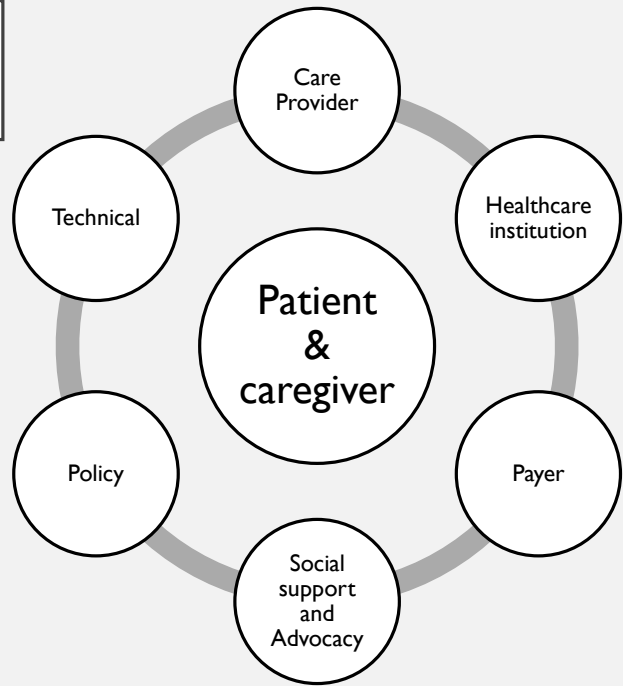 Care
Provider
Technical
Healthcare
institution
Patient
&
caregiver
Policy
Payer
Social
support
and
Advocacy